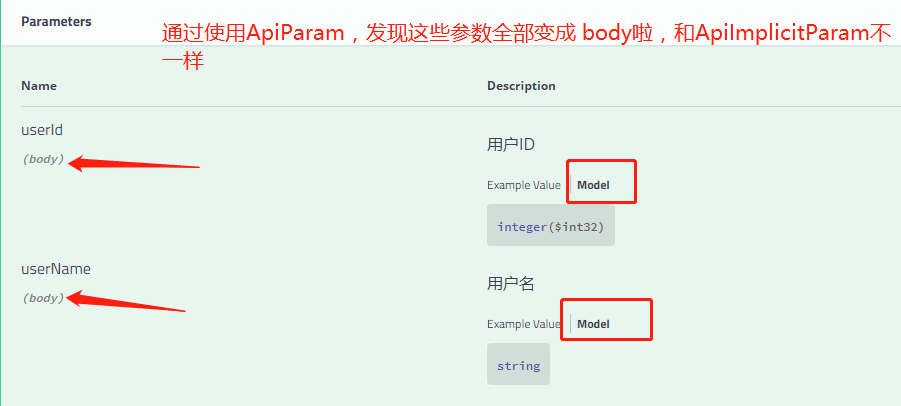 Parameters
通过使用ApiParam，发现这些参数全部变成 body啦，和ApiImplicitParam不
一样
Name Description
userId
(body)
用户ID
Example Value Model
integer($int32)
userName
(body)
用户名
Example Value Model
string